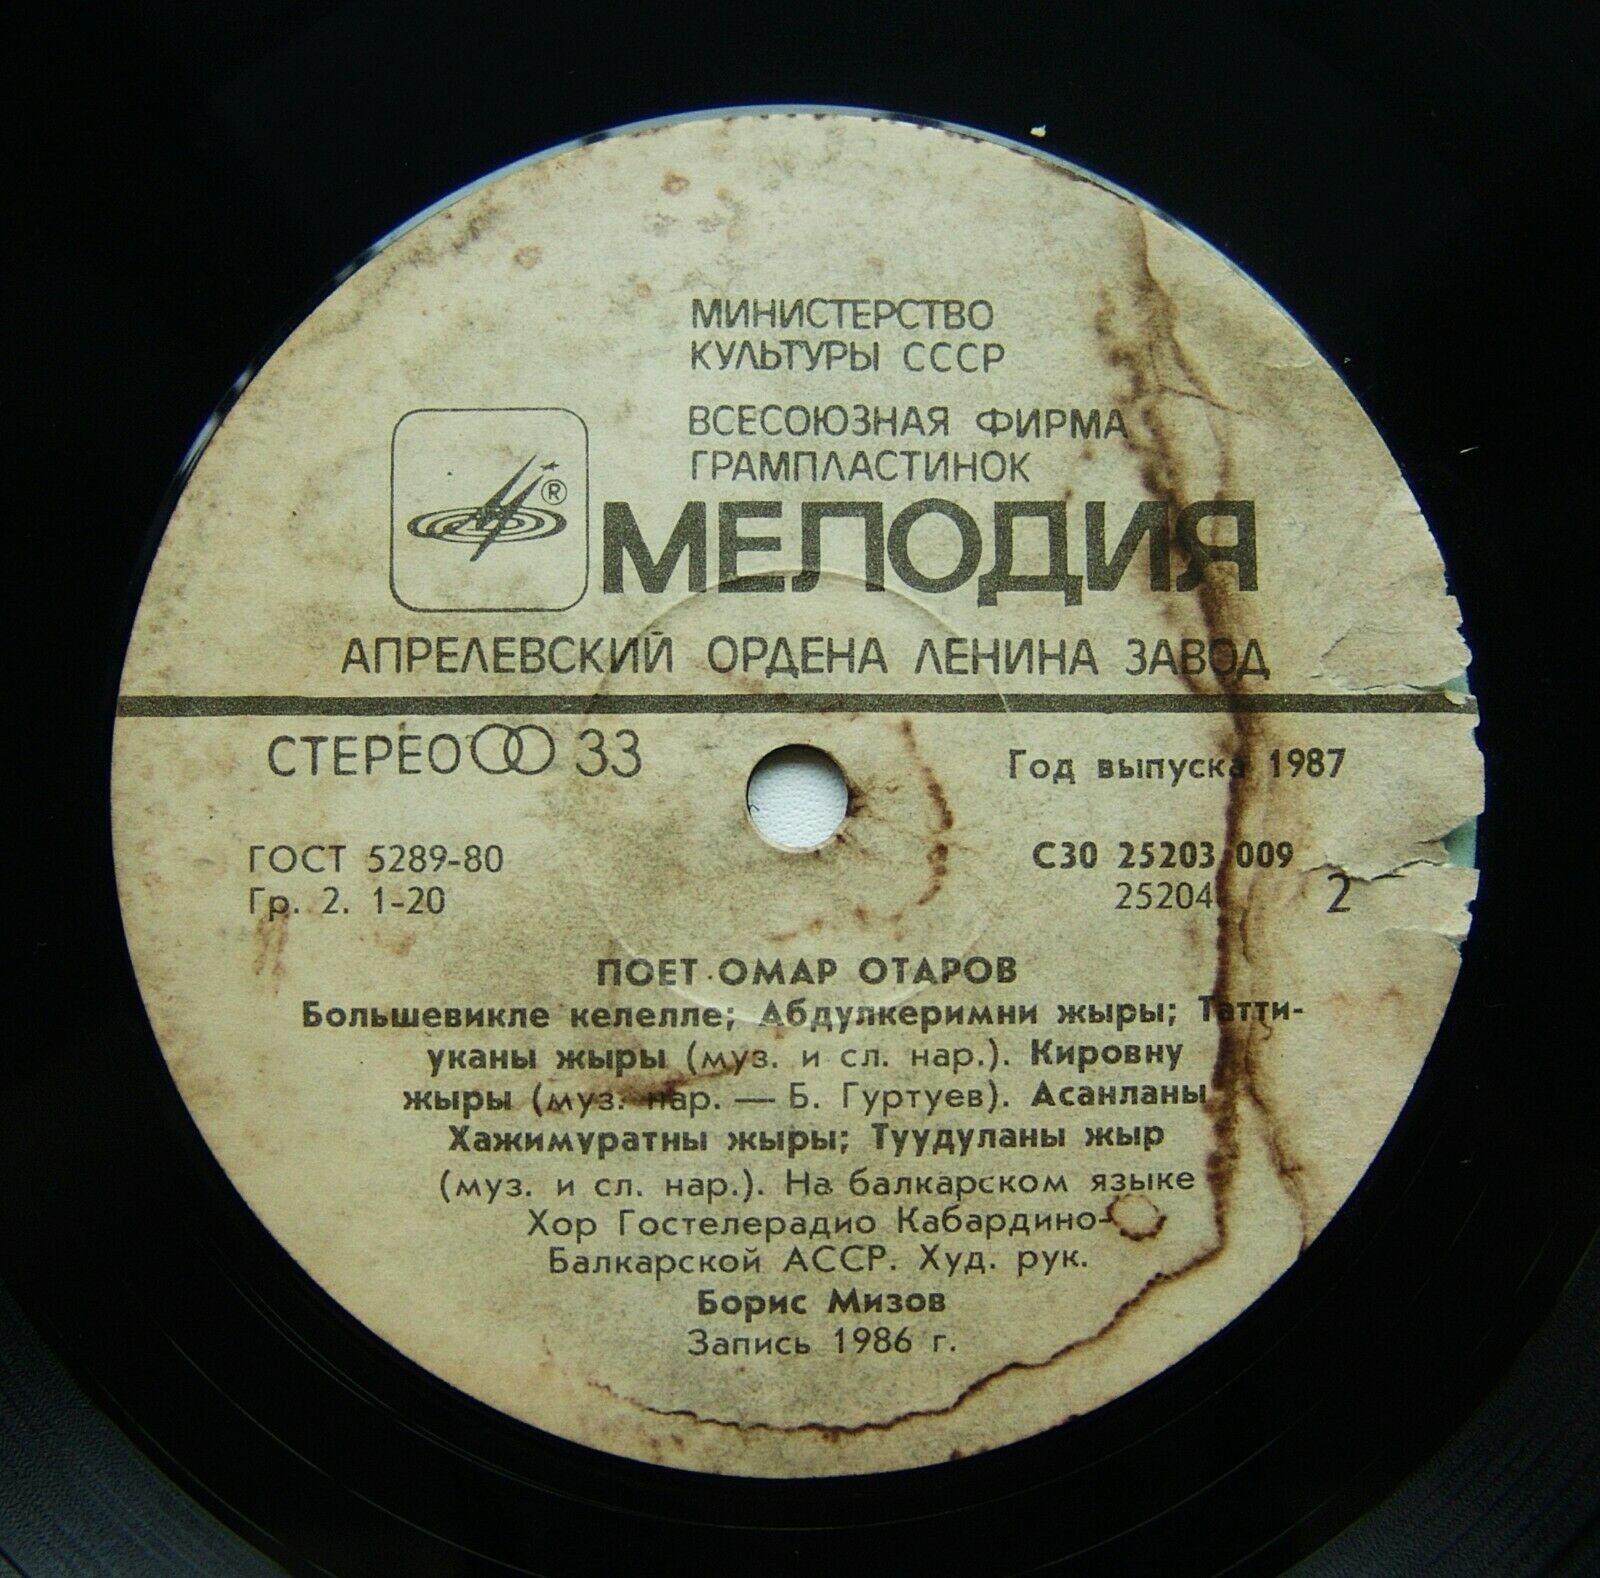 МИНИСТЕРСТВО
КУЛЬТУРЫ СССР
ВСЕСОЮЗНАЯ ФИРМА
ГРАМПЛАСТИНОК
®
МЕЛОДИЯ
АПРЕЛЕВСКИЙ ОРДЕНА ЛЕНИНА ЗАВОД
СТЕРЕО 33
Год выпуска 1987
ГОСТ 5289-80
Гр. 2. 1-20
С30 25203 009
25204 2
ПОЕТ ОМАР ОТАРОВ
Большевикле келелле; Абдулкеримни жыры; Татти-
уканы жыры (муз. и сл. нар.). Кировну
жыры (муз. нар. — Б. Гуртуев). Асанланы
Хажимуратны жыры; Туудуланы жыр
(муз. и сл. нар.). На балкарском языке
Хор Гостелерадио Кабардино-
Балкарской АССР. Худ. рук.
Борис Мизов
Запись 1986 г.